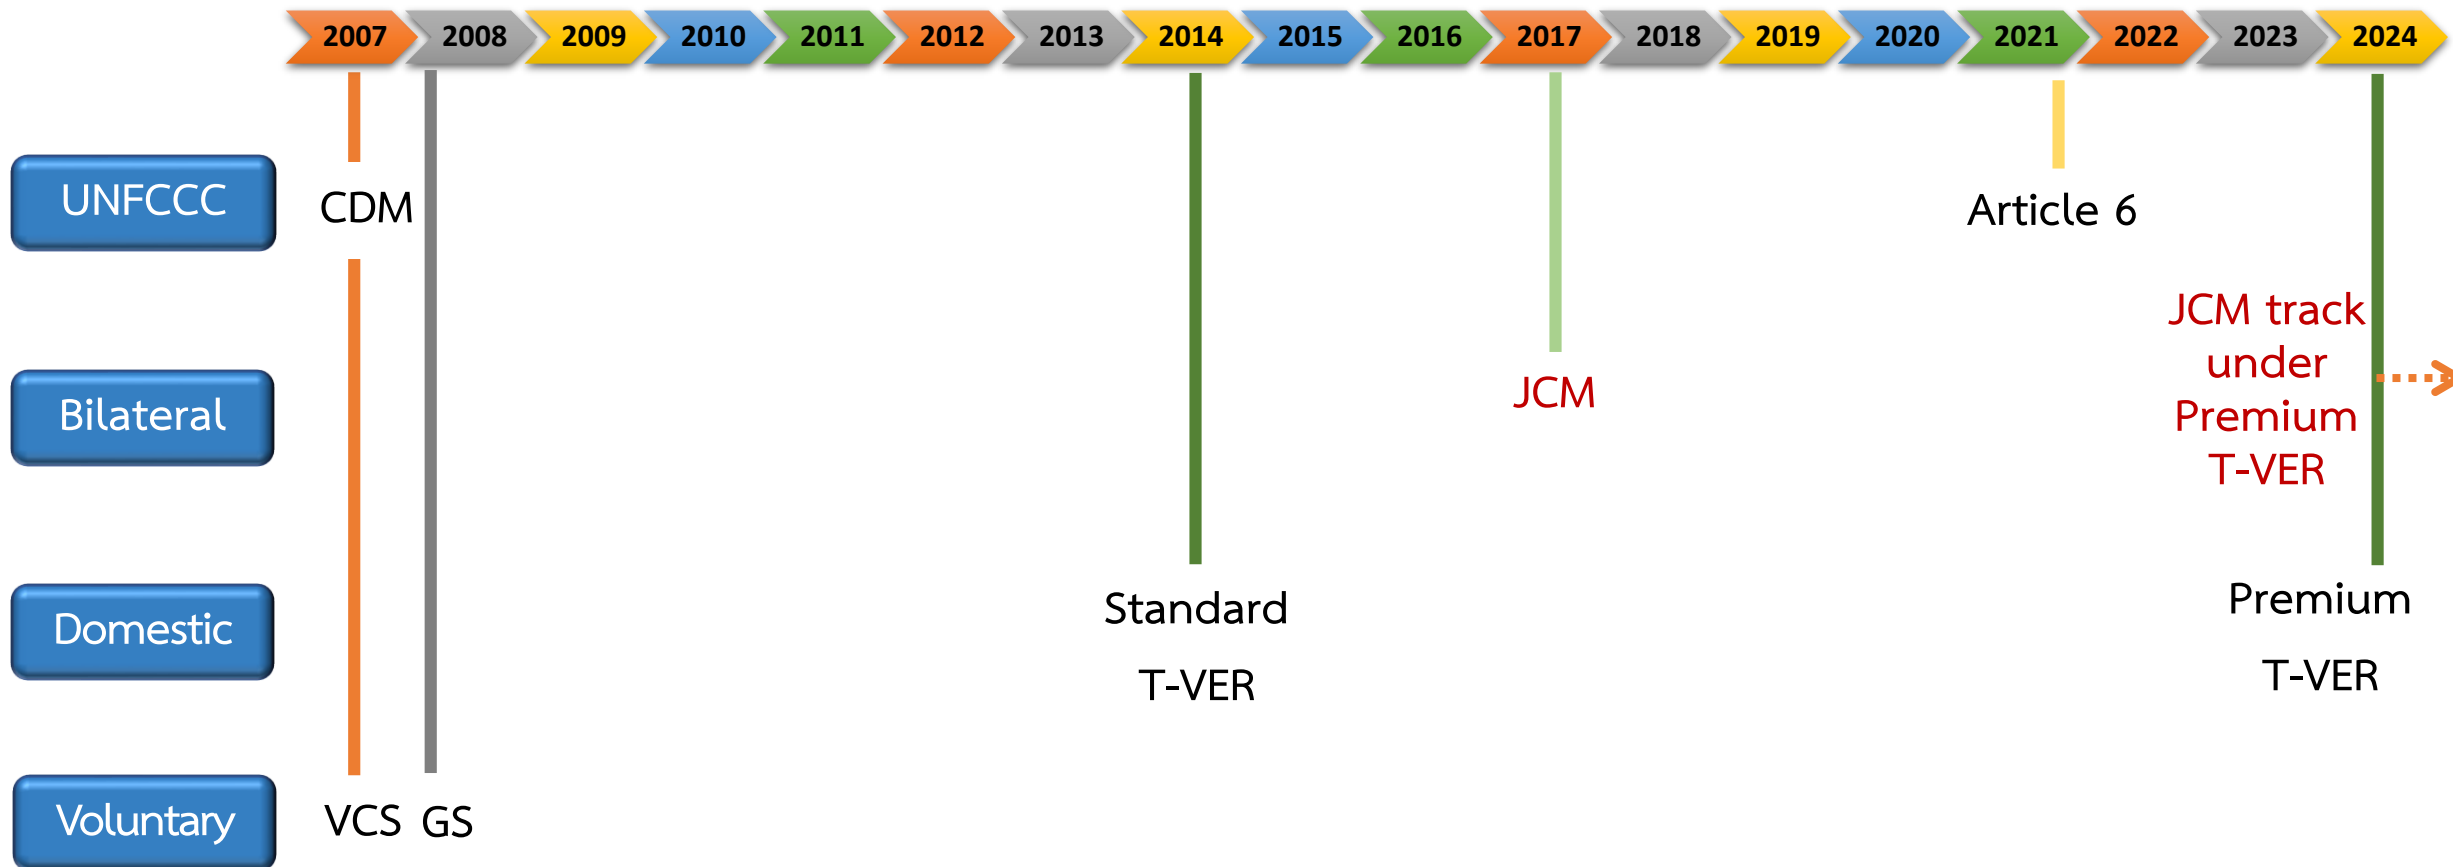 2007 2008 2009 2010 2011 2012 2013 2014 2015 2016 2017 2018 2019 2020 2021 2022 2023 2024
UNFCCC CDM Article 6
JCM track
under
Premium
T-VER
Bilateral JCM
Domestic
Standard
T-VER
Premium
T-VER
Voluntary VCS GS